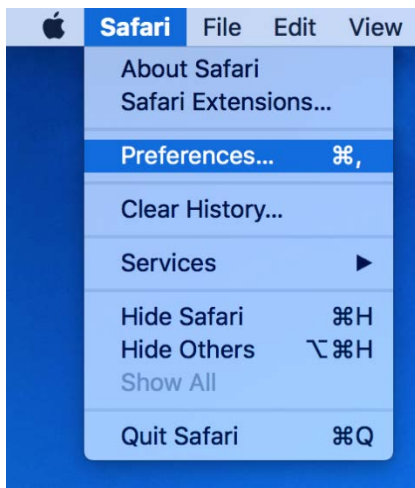 Safari File Edit View
About Safari
Safari Extensions...
Preferences... ⌘,
Clear History...
Services ▶
Hide Safari ⌘H
Hide Others ⌥⌘H
Show All
Quit Safari ⌘Q